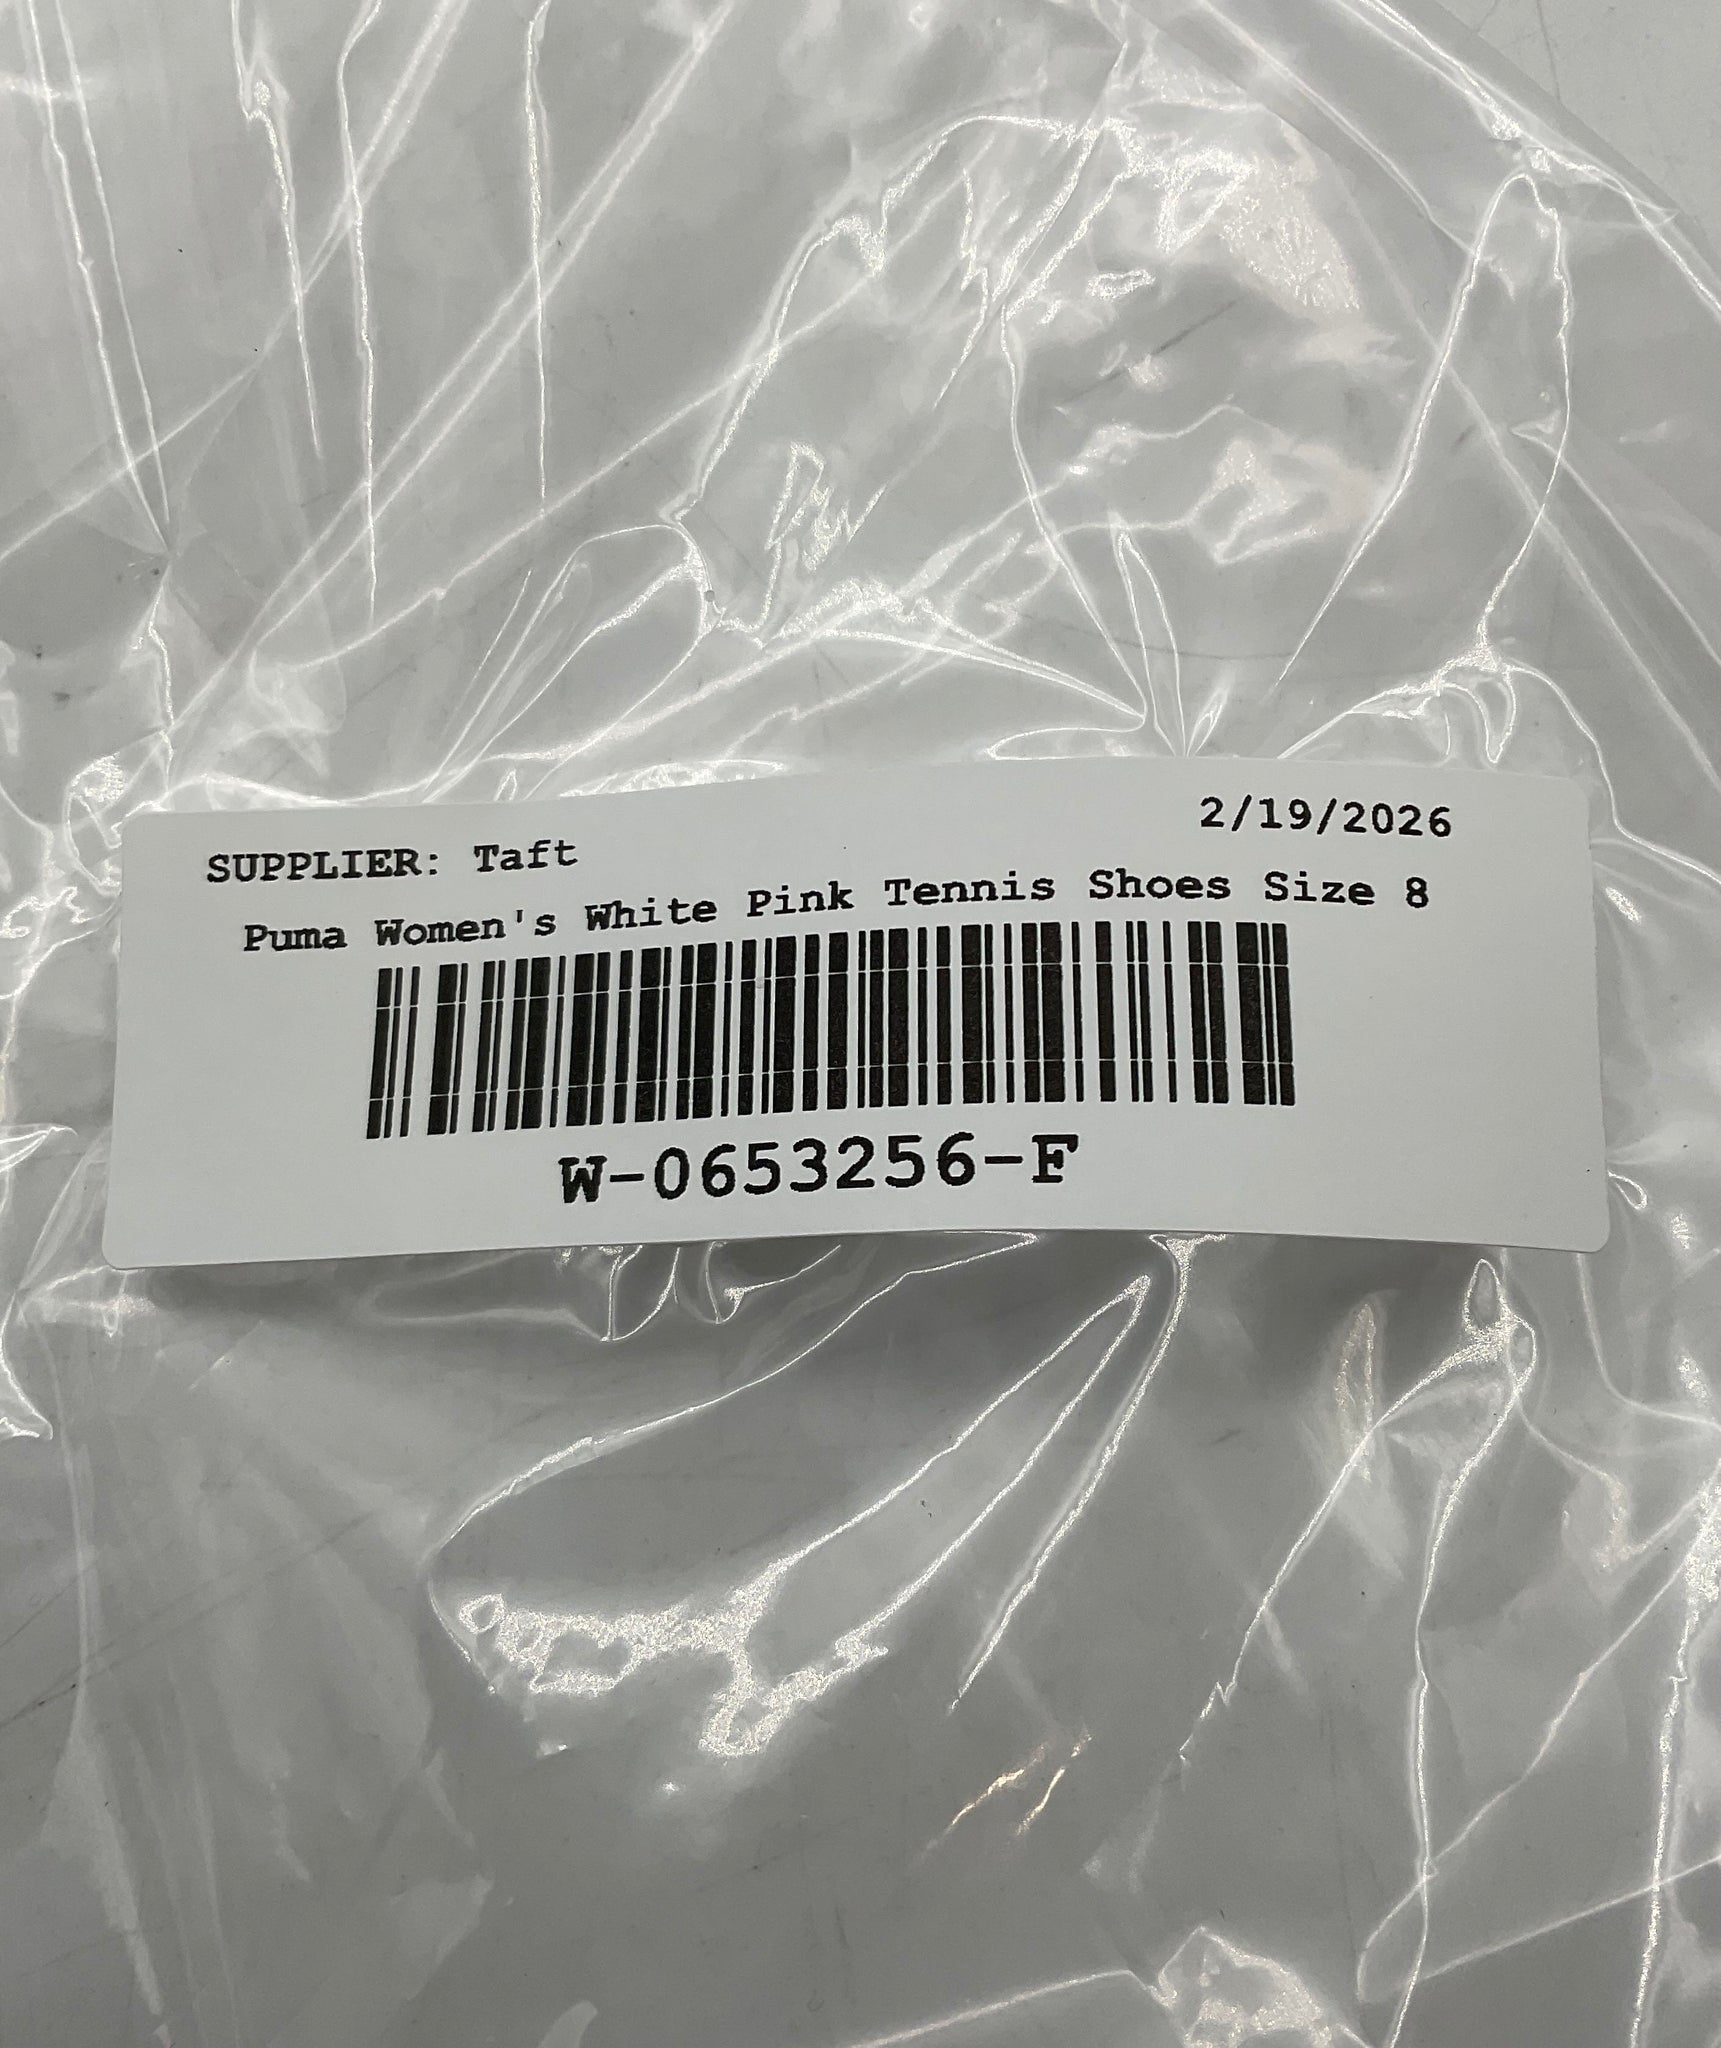 2/19/2026
SUPPLIER: Taft
Puma Women's White Pink Tennis Shoes Size 8
W-0653256-F